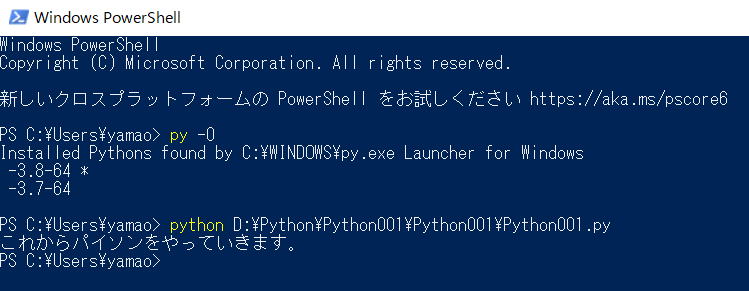 Windows PowerShell
Windows PowerShell
Copyright (C) Microsoft Corporation. All rights reserved.
新しいクロスプラットフォームの PowerShell をお試しください https://aka.ms/pscore6
PS C:¥Users¥yamao> py -0
Installed Pythons found by C:¥WINDOWS¥py.exe Launcher for Windows
-3.8-64 *
-3.7-64
PS C:¥Users¥yamao> python D:¥Python¥Python001¥Python001¥Python001.py
これからパイソンをやっていきます。
PS C:¥Users¥yamao>